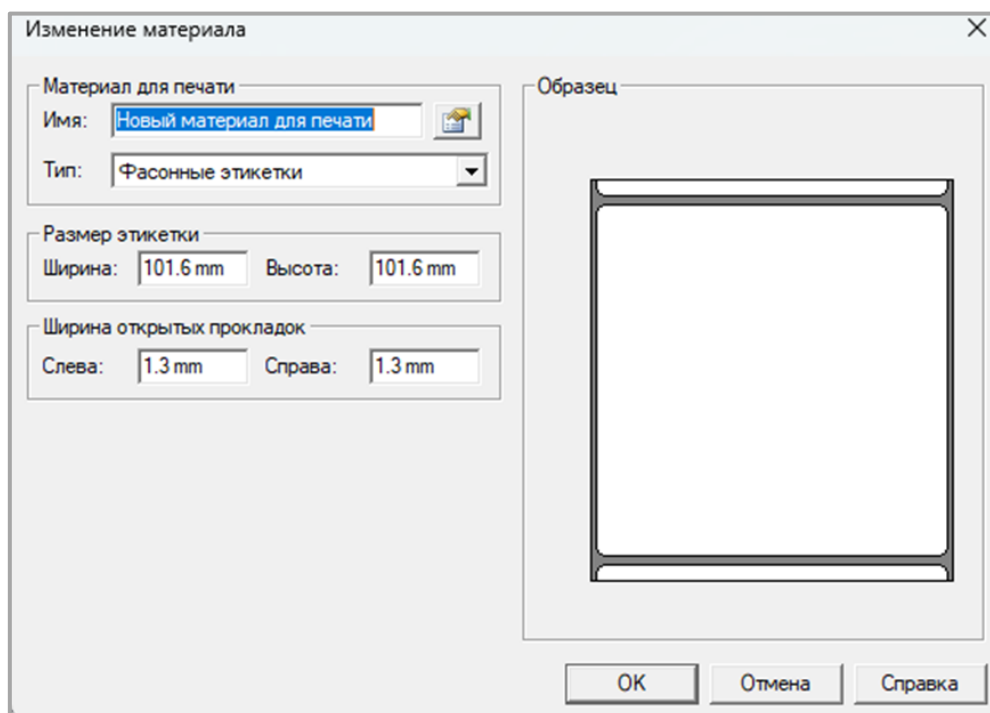 Изменение материала
Материал для печати
Имя: Новый материал для печати
Тип: Фасонные этикетки
Размер этикетки
Ширина: 101.6 mm Высота: 101.6 mm
Ширина открытых прокладок
Слева: 1.3 mm Справа: 1.3 mm
Образец
OK Отмена Справка